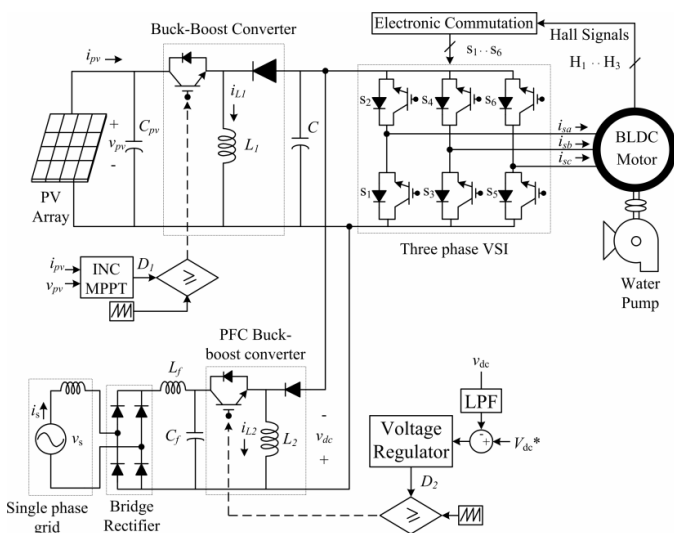 Buck-Boost Converter
Electronic Commutation
Hall Signals
s₁ · · s₆
H₁ · · H₃
i_pv
C_pv
+
v_pv
-
i_L1
L₁
C
s₂
s₄
s₆
s₁
s₃
s₅
i_sa
i_sb
i_sc
BLDC
Motor
PV
Array
Three phase VSI
Water
Pump
i_pv
v_pv
INC
MPPT
D₁
≥
PFC Buck-
boost converter
L_f
C_f
i_L2
L₂
-
v_dc
+
i_s
v_s
Single phase
grid
Bridge
Rectifier
v_dc
LPF
-
+
V_dc*
Voltage
Regulator
D₂
≥